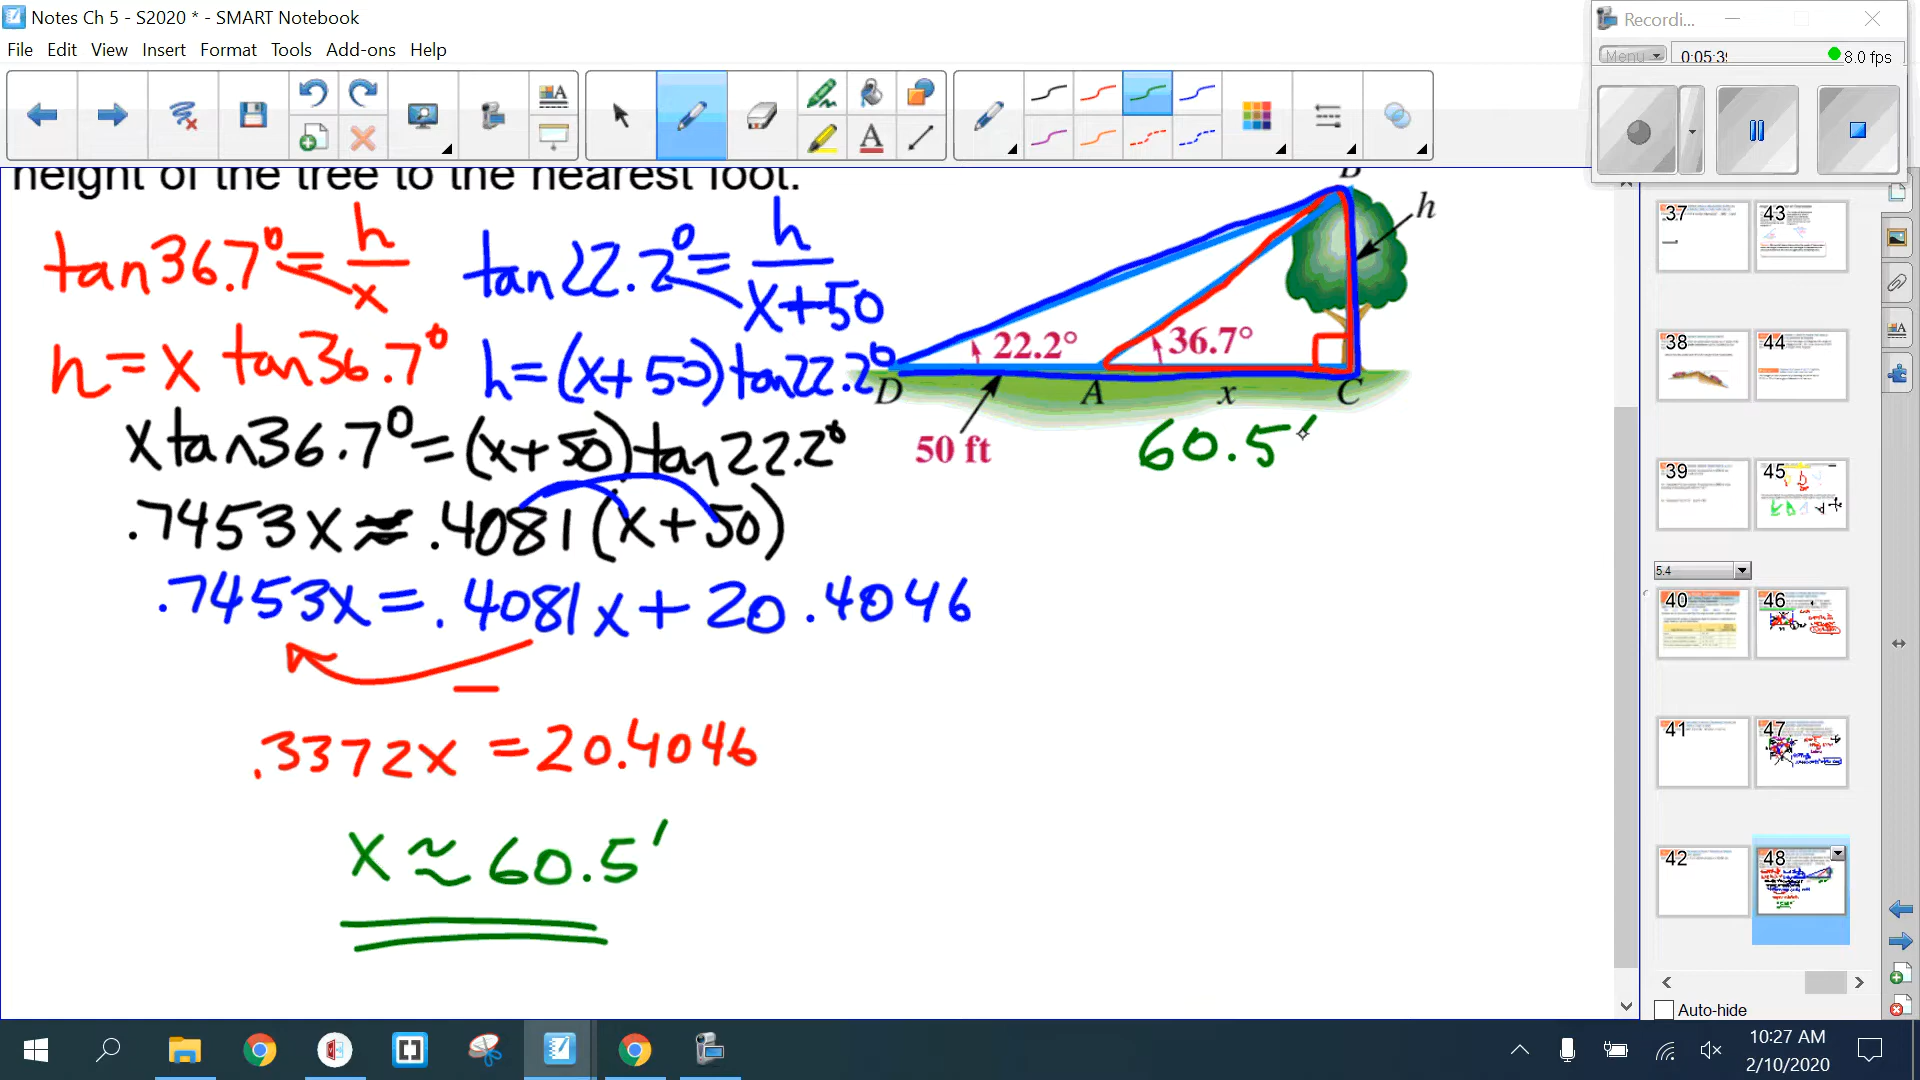 Notes Ch 5 - S2020 * - SMART Notebook
File Edit View Insert Format Tools Add-ons Help
Recordi...
Menu 0:05:39 8.0 fps
height of the tree to the nearest foot.
tan36.7° = h/x
tan22.2° = h/x+50
h = x tan36.7°
h = (x+50)tan22.2°
xtan36.7° = (x+50)tan22.2°
.7453x ≈ .4081(x+50)
.7453x = .4081x + 20.4046
−
.3372x = 20.4046
x ≈ 60.5'
B
h
22.2° 36.7°
D A x C
50 ft
60.5'
37 43
38 44
39 45
5.4
40 46
41 47
42 48
Auto-hide
10:27 AM
2/10/2020